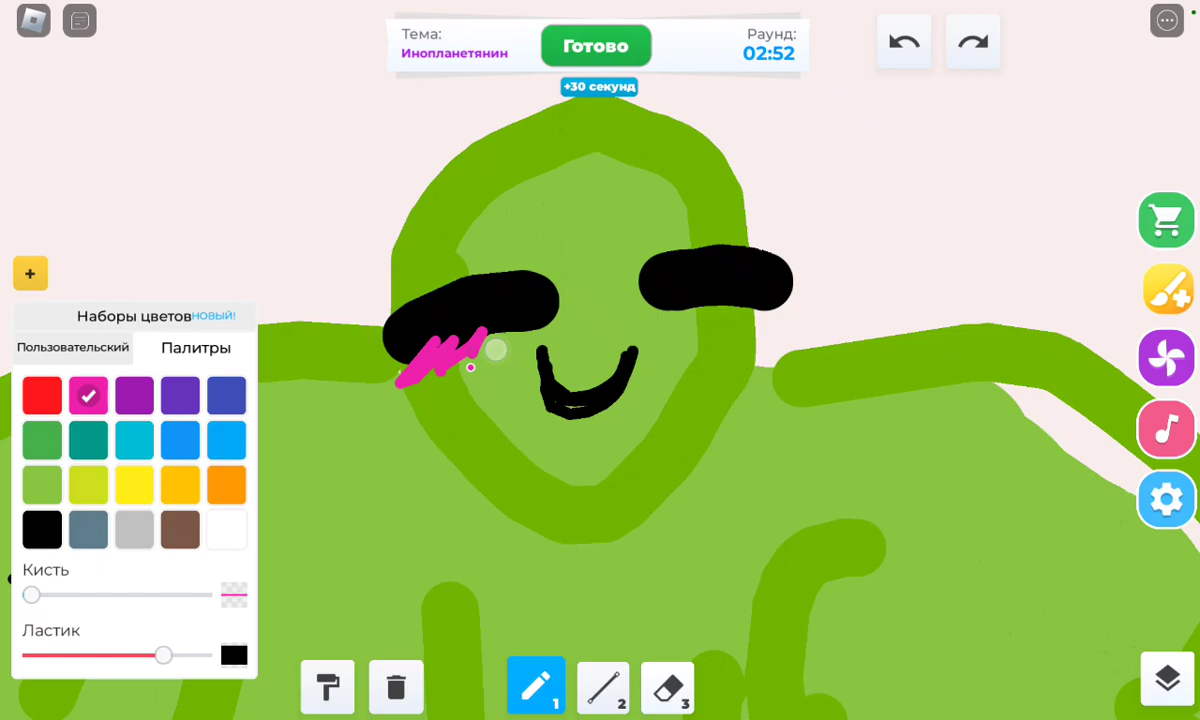 Тема:
Инопланетянин
Готово
Раунд:
02:52
+30 секунд
+
Наборы цветов НОВЫЙ!
Пользовательский
Палитры
Кисть
Ластик
1
2
3